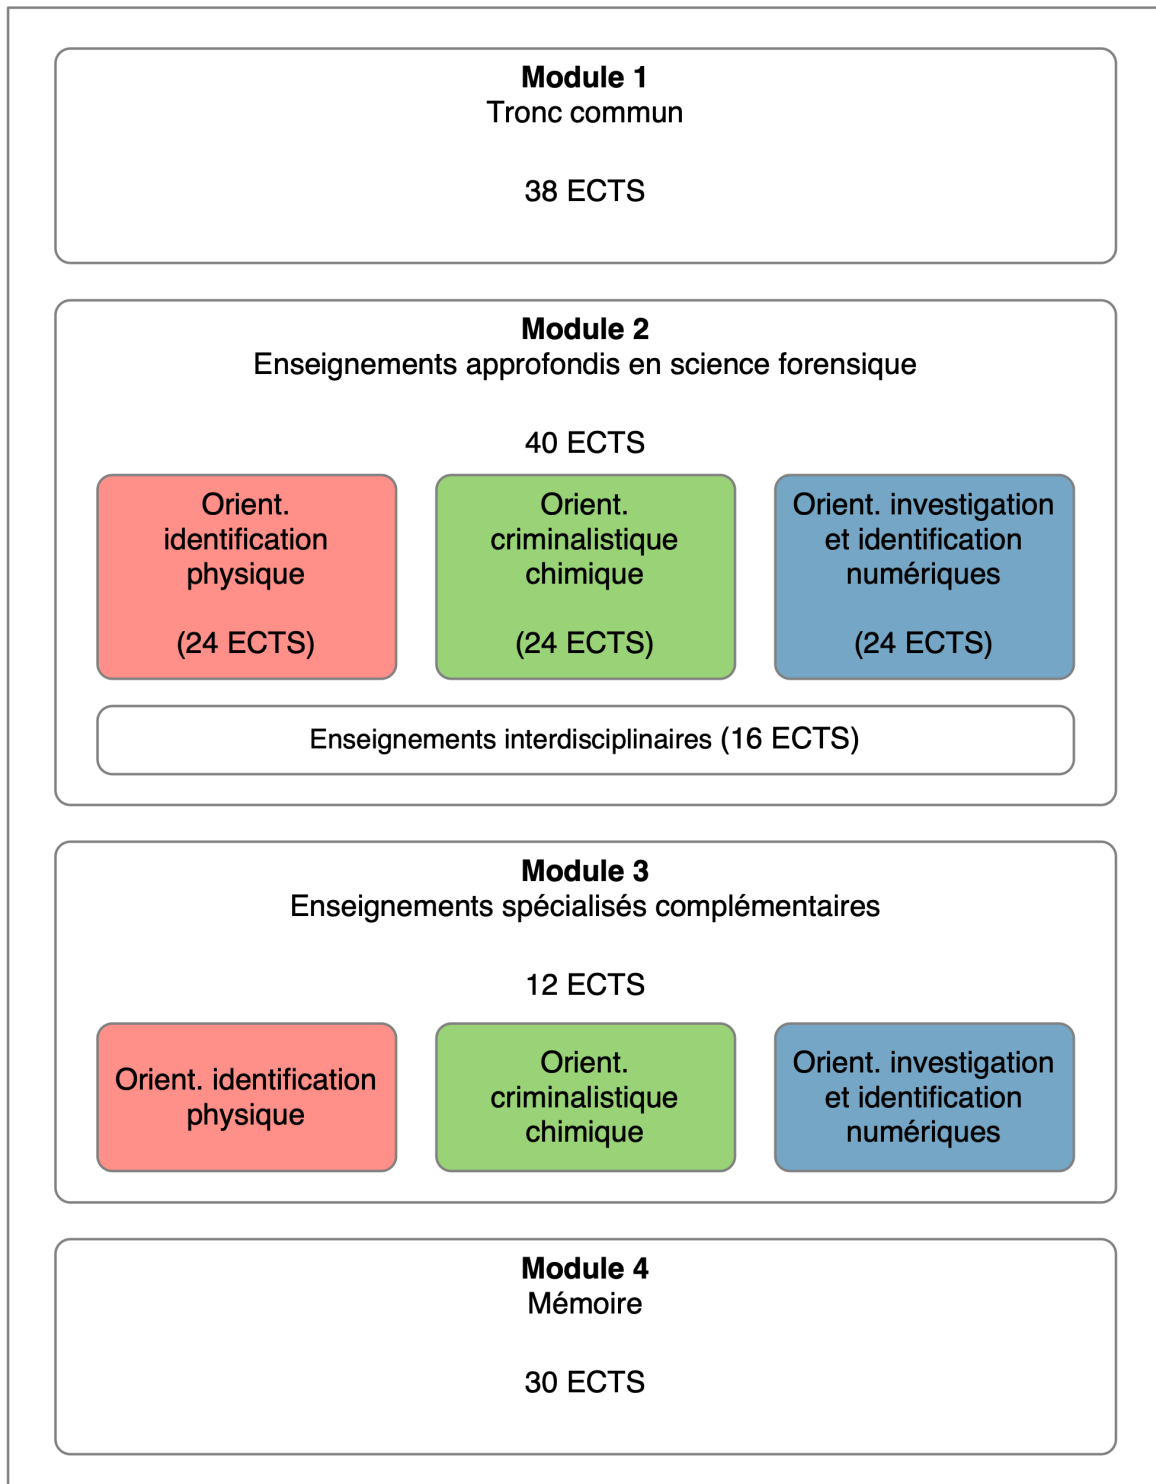 Module 1
Tronc commun
38 ECTS
Module 2
Enseignements approfondis en science forensique
40 ECTS
Orient.
identification
physique
(24 ECTS)
Orient.
criminalistique
chimique
(24 ECTS)
Orient. investigation
et identification
numériques
(24 ECTS)
Enseignements interdisciplinaires (16 ECTS)
Module 3
Enseignements spécialisés complémentaires
12 ECTS
Orient. identification
physique
Orient.
criminalistique
chimique
Orient. investigation
et identification
numériques
Module 4
Mémoire
30 ECTS